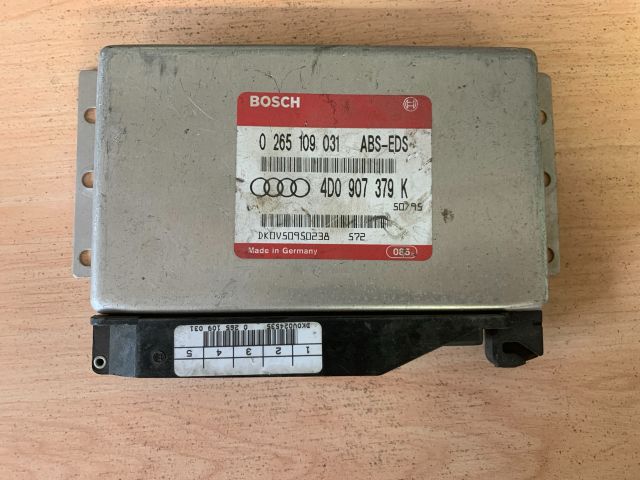 BOSCH
0 265 109 031 ABS-EDS
4D0 907 379 K
50/95
DK0V50950238 572
Made in Germany
1 2 3 4 5
0 265 109 031